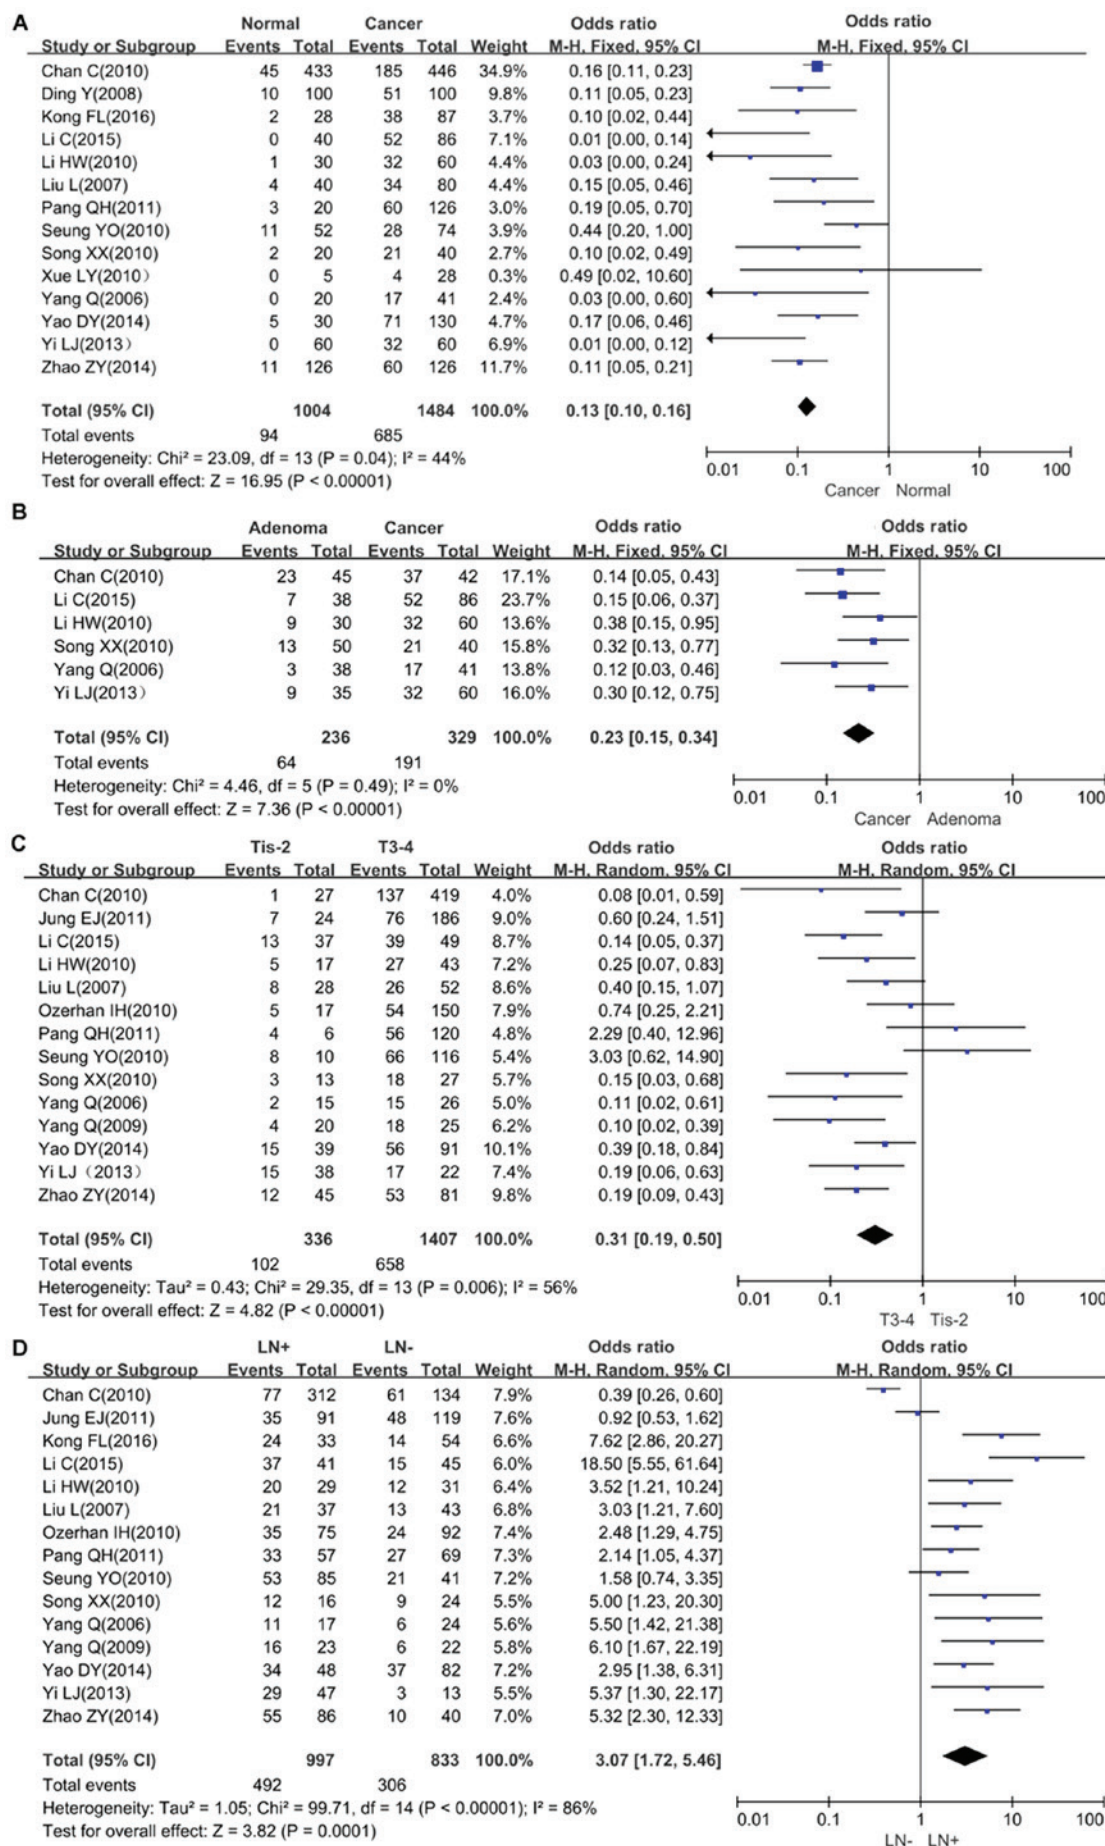 A
Normal Cancer Odds ratio Odds ratio
Study or Subgroup Events Total Events Total Weight M-H, Fixed, 95% CI M-H, Fixed, 95% CI
Chan C(2010) 45 433 185 446 34.9% 0.16 [0.11, 0.23]
Ding Y(2008) 10 100 51 100 9.8% 0.11 [0.05, 0.23]
Kong FL(2016) 2 28 38 87 3.7% 0.10 [0.02, 0.44]
Li C(2015) 0 40 52 86 7.1% 0.01 [0.00, 0.14]
Li HW(2010) 1 30 32 60 4.4% 0.03 [0.00, 0.24]
Liu L(2007) 4 40 34 80 4.4% 0.15 [0.05, 0.46]
Pang QH(2011) 3 20 60 126 3.0% 0.19 [0.05, 0.70]
Seung YO(2010) 11 52 28 74 3.9% 0.44 [0.20, 1.00]
Song XX(2010) 2 20 21 40 2.7% 0.10 [0.02, 0.49]
Xue LY(2010） 0 5 4 28 0.3% 0.49 [0.02, 10.60]
Yang Q(2006) 0 20 17 41 2.4% 0.03 [0.00, 0.60]
Yao DY(2014) 5 30 71 130 4.7% 0.17 [0.06, 0.46]
Yi LJ(2013） 0 60 32 60 6.9% 0.01 [0.00, 0.12]
Zhao ZY(2014) 11 126 60 126 11.7% 0.11 [0.05, 0.21]
Total (95% CI) 1004 1484 100.0% 0.13 [0.10, 0.16]
Total events 94 685
Heterogeneity: Chi² = 23.09, df = 13 (P = 0.04); I² = 44%
Test for overall effect: Z = 16.95 (P < 0.00001)
0.01 0.1 1 10 100
Cancer Normal
B
Adenoma Cancer Odds ratio Odds ratio
Study or Subgroup Events Total Events Total Weight M-H, Fixed, 95% CI M-H, Fixed, 95% CI
Chan C(2010) 23 45 37 42 17.1% 0.14 [0.05, 0.43]
Li C(2015) 7 38 52 86 23.7% 0.15 [0.06, 0.37]
Li HW(2010) 9 30 32 60 13.6% 0.38 [0.15, 0.95]
Song XX(2010) 13 50 21 40 15.8% 0.32 [0.13, 0.77]
Yang Q(2006) 3 38 17 41 13.8% 0.12 [0.03, 0.46]
Yi LJ(2013） 9 35 32 60 16.0% 0.30 [0.12, 0.75]
Total (95% CI) 236 329 100.0% 0.23 [0.15, 0.34]
Total events 64 191
Heterogeneity: Chi² = 4.46, df = 5 (P = 0.49); I² = 0%
Test for overall effect: Z = 7.36 (P < 0.00001)
0.01 0.1 1 10 100
Cancer Adenoma
C
Tis-2 T3-4 Odds ratio Odds ratio
Study or Subgroup Events Total Events Total Weight M-H, Random, 95% CI M-H, Random, 95% CI
Chan C(2010) 1 27 137 419 4.0% 0.08 [0.01, 0.59]
Jung EJ(2011) 7 24 76 186 9.0% 0.60 [0.24, 1.51]
Li C(2015) 13 37 39 49 8.7% 0.14 [0.05, 0.37]
Li HW(2010) 5 17 27 43 7.2% 0.25 [0.07, 0.83]
Liu L(2007) 8 28 26 52 8.6% 0.40 [0.15, 1.07]
Ozerhan IH(2010) 5 17 54 150 7.9% 0.74 [0.25, 2.21]
Pang QH(2011) 4 6 56 120 4.8% 2.29 [0.40, 12.96]
Seung YO(2010) 8 10 66 116 5.4% 3.03 [0.62, 14.90]
Song XX(2010) 3 13 18 27 5.7% 0.15 [0.03, 0.68]
Yang Q(2006) 2 15 15 26 5.0% 0.11 [0.02, 0.61]
Yang Q(2009) 4 20 18 25 6.2% 0.10 [0.02, 0.39]
Yao DY(2014) 15 39 56 91 10.1% 0.39 [0.18, 0.84]
Yi LJ（2013） 15 38 17 22 7.4% 0.19 [0.06, 0.63]
Zhao ZY(2014) 12 45 53 81 9.8% 0.19 [0.09, 0.43]
Total (95% CI) 336 1407 100.0% 0.31 [0.19, 0.50]
Total events 102 658
Heterogeneity: Tau² = 0.43; Chi² = 29.35, df = 13 (P = 0.006); I² = 56%
Test for overall effect: Z = 4.82 (P < 0.00001)
0.01 0.1 1 10 100
T3-4 Tis-2
D
LN+ LN- Odds ratio Odds ratio
Study or Subgroup Events Total Events Total Weight M-H, Random, 95% CI M-H, Random, 95% CI
Chan C(2010) 77 312 61 134 7.9% 0.39 [0.26, 0.60]
Jung EJ(2011) 35 91 48 119 7.6% 0.92 [0.53, 1.62]
Kong FL(2016) 24 33 14 54 6.6% 7.62 [2.86, 20.27]
Li C(2015) 37 41 15 45 6.0% 18.50 [5.55, 61.64]
Li HW(2010) 20 29 12 31 6.4% 3.52 [1.21, 10.24]
Liu L(2007) 21 37 13 43 6.8% 3.03 [1.21, 7.60]
Ozerhan IH(2010) 35 75 24 92 7.4% 2.48 [1.29, 4.75]
Pang QH(2011) 33 57 27 69 7.3% 2.14 [1.05, 4.37]
Seung YO(2010) 53 85 21 41 7.2% 1.58 [0.74, 3.35]
Song XX(2010) 12 16 9 24 5.5% 5.00 [1.23, 20.30]
Yang Q(2006) 11 17 6 24 5.6% 5.50 [1.42, 21.38]
Yang Q(2009) 16 23 6 22 5.8% 6.10 [1.67, 22.19]
Yao DY(2014) 34 48 37 82 7.2% 2.95 [1.38, 6.31]
Yi LJ(2013) 29 47 3 13 5.5% 5.37 [1.30, 22.17]
Zhao ZY(2014) 55 86 10 40 7.0% 5.32 [2.30, 12.33]
Total (95% CI) 997 833 100.0% 3.07 [1.72, 5.46]
Total events 492 306
Heterogeneity: Tau² = 1.05; Chi² = 99.71, df = 14 (P < 0.00001); I² = 86%
Test for overall effect: Z = 3.82 (P = 0.0001)
0.01 0.1 1 10 100
LN- LN+